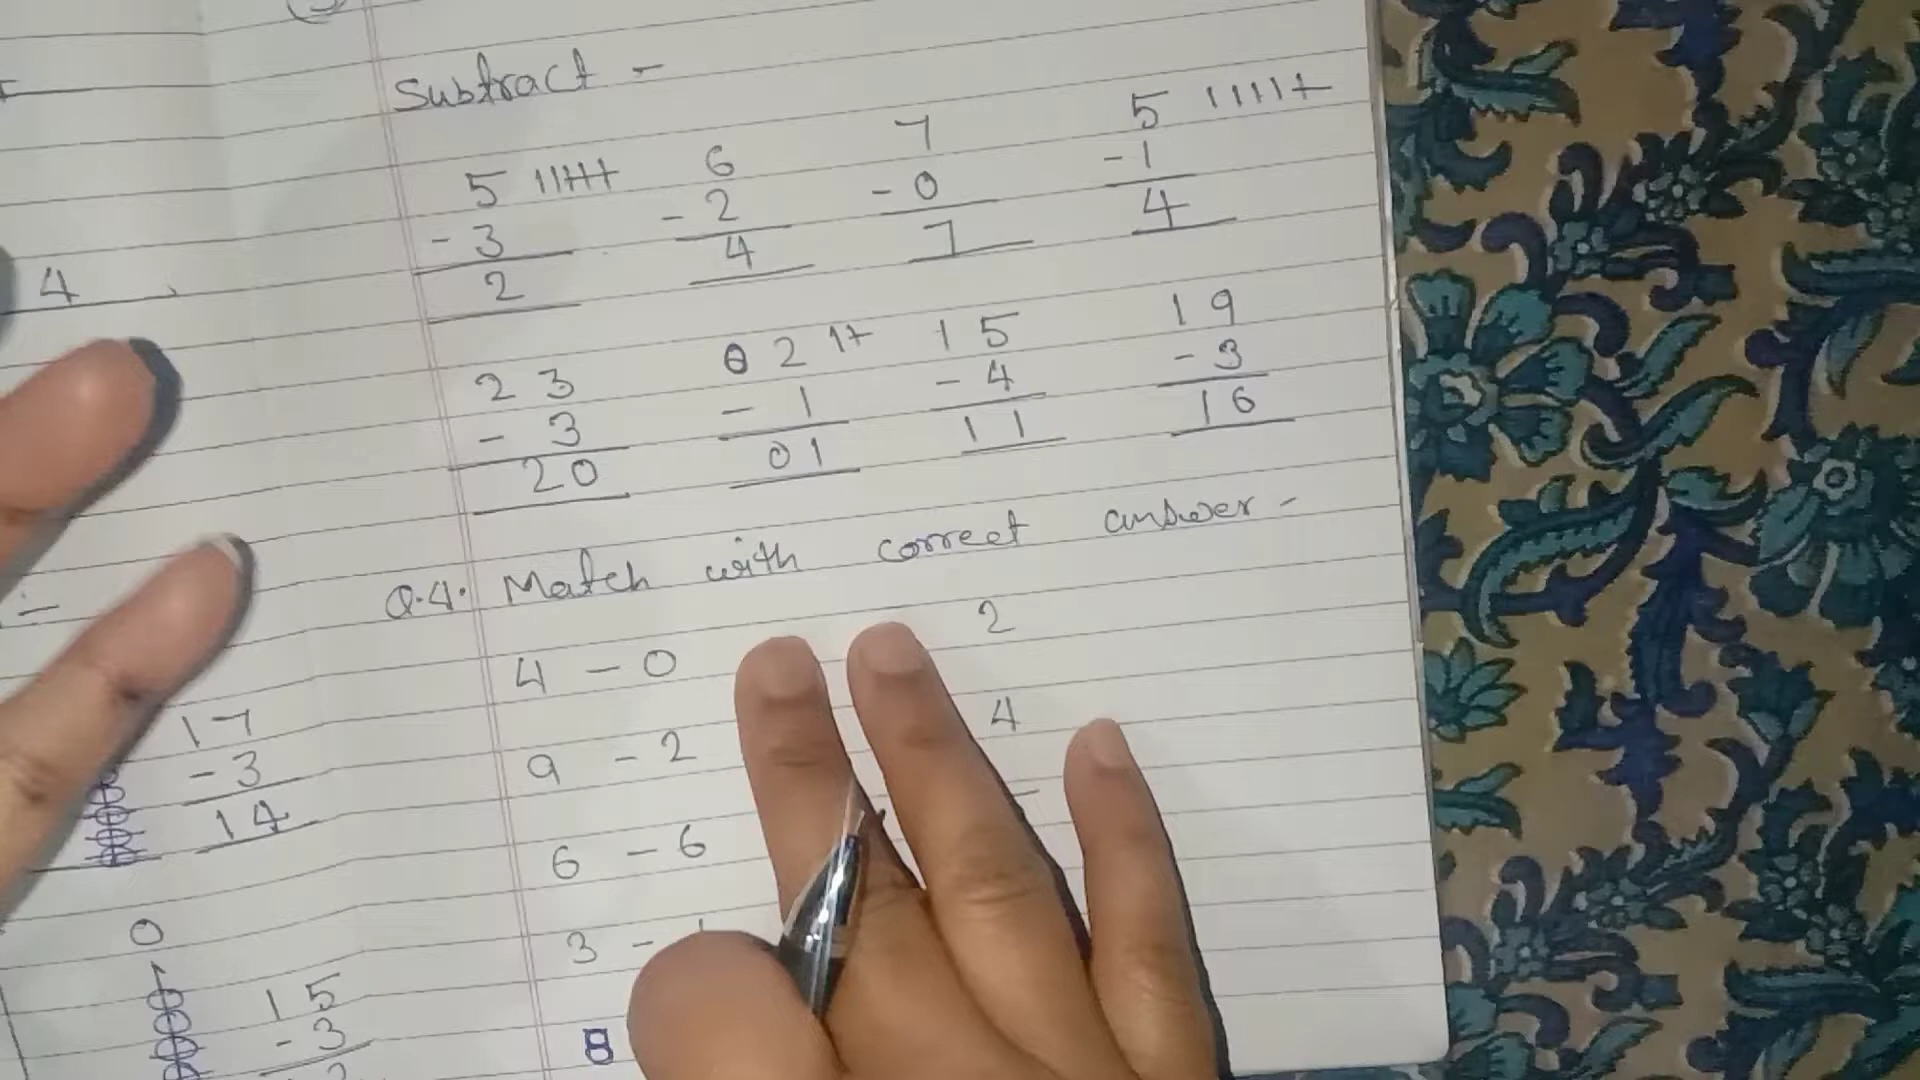 Subtract -
5 6 7 5
- 3 - 2 - 0 - 1
2 4 7 4
23 02 15 19
- 3 - 1 - 4 - 3
20 01 11 16
Q.4. Match with correct answer -
4 - 0 2
9 - 2 4
6 - 6
3 -
8
4
17
- 3
14
0
15
- 3